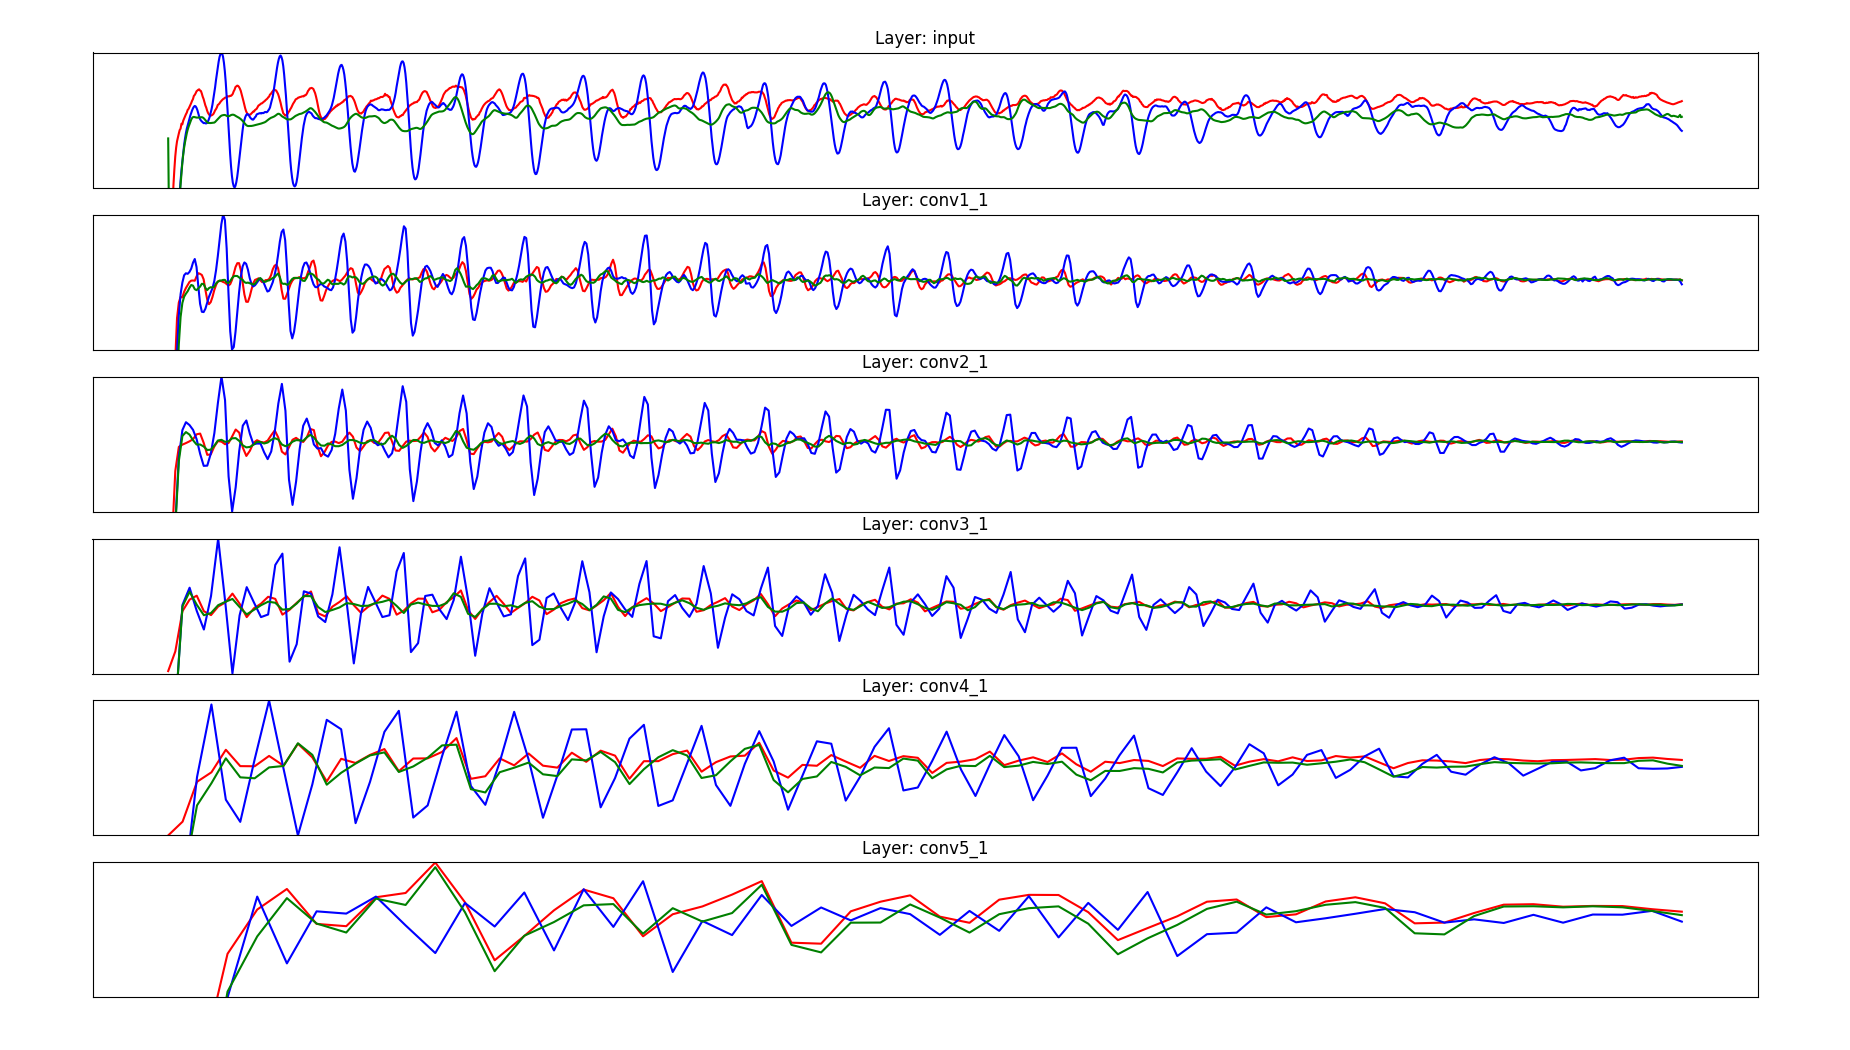 Layer: input
Layer: conv1_1
Layer: conv2_1
Layer: conv3_1
Layer: conv4_1
Layer: conv5_1